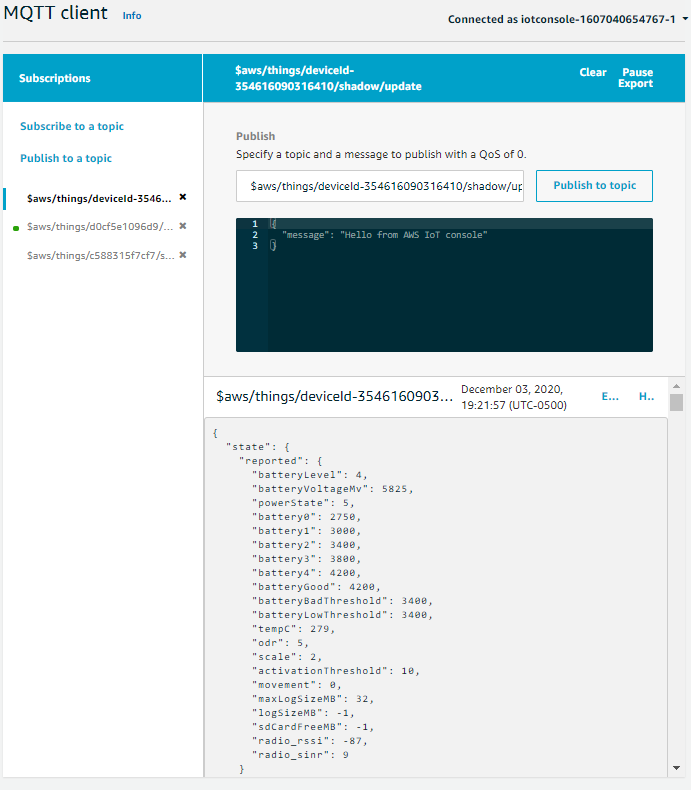 MQTT client Info
Connected as iotconsole-1607040654767-1
Subscriptions
Subscribe to a topic
Publish to a topic
$aws/things/deviceId-3546...
$aws/things/d0cf5e1096d9/...
$aws/things/c588315f7cf7/s...
$aws/things/deviceId-
354616090316410/shadow/update
Clear Pause
Export
Publish
Specify a topic and a message to publish with a QoS of 0.
$aws/things/deviceId-354616090316410/shadow/up
Publish to topic
1 {
2 "message": "Hello from AWS IoT console"
3 }
$aws/things/deviceId-3546160903...
December 03, 2020,
19:21:57 (UTC-0500)
E... H..
{
"state": {
"reported": {
"batteryLevel": 4,
"batteryVoltageMv": 5825,
"powerState": 5,
"battery0": 2750,
"battery1": 3000,
"battery2": 3400,
"battery3": 3800,
"battery4": 4200,
"batteryGood": 4200,
"batteryBadThreshold": 3400,
"batteryLowThreshold": 3400,
"tempC": 279,
"odr": 5,
"scale": 2,
"activationThreshold": 10,
"movement": 0,
"maxLogSizeMB": 32,
"logSizeMB": -1,
"sdCardFreeMB": -1,
"radio_rssi": -87,
"radio_sinr": 9
}